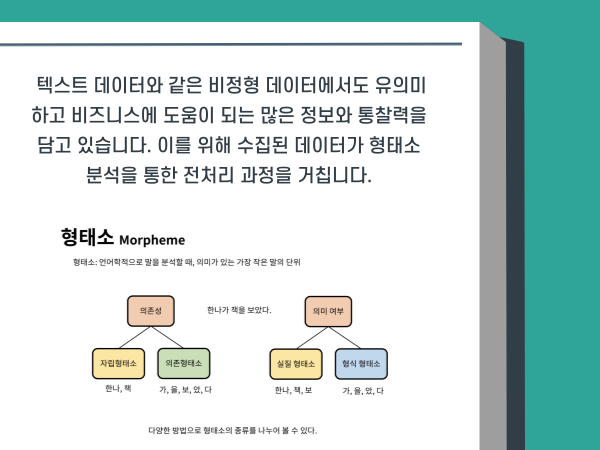 텍스트 데이터와 같은 비정형 데이터에서도 유의미
하고 비즈니스에 도움이 되는 많은 정보와 통찰력을
담고 있습니다. 이를 위해 수집된 데이터가 형태소
분석을 통한 전처리 과정을 거칩니다.
형태소 Morpheme
형태소: 언어학적으로 말을 분석할 때, 의미가 있는 가장 작은 말의 단위
의존성
한나가 책을 보았다.
의미 여부
자립형태소
의존형태소
실질 형태소
형식 형태소
한나, 책
가, 을, 보, 았, 다
한나, 책, 보
가, 을, 았, 다
다양한 방법으로 형태소의 종류를 나누어 볼 수 있다.